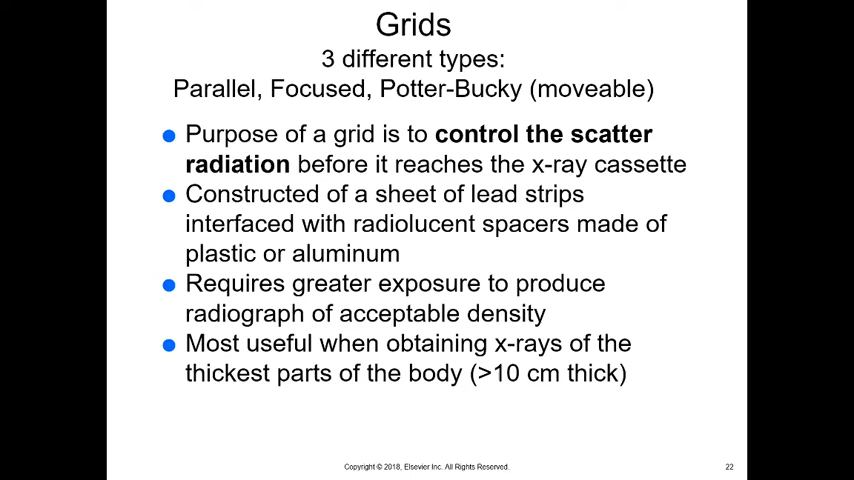 Grids
3 different types:
Parallel, Focused, Potter-Bucky (moveable)
Purpose of a grid is to control the scatter
radiation before it reaches the x-ray cassette
Constructed of a sheet of lead strips
interfaced with radiolucent spacers made of
plastic or aluminum
Requires greater exposure to produce
radiograph of acceptable density
Most useful when obtaining x-rays of the
thickest parts of the body (>10 cm thick)
Copyright © 2018, Elsevier Inc. All Rights Reserved.
22